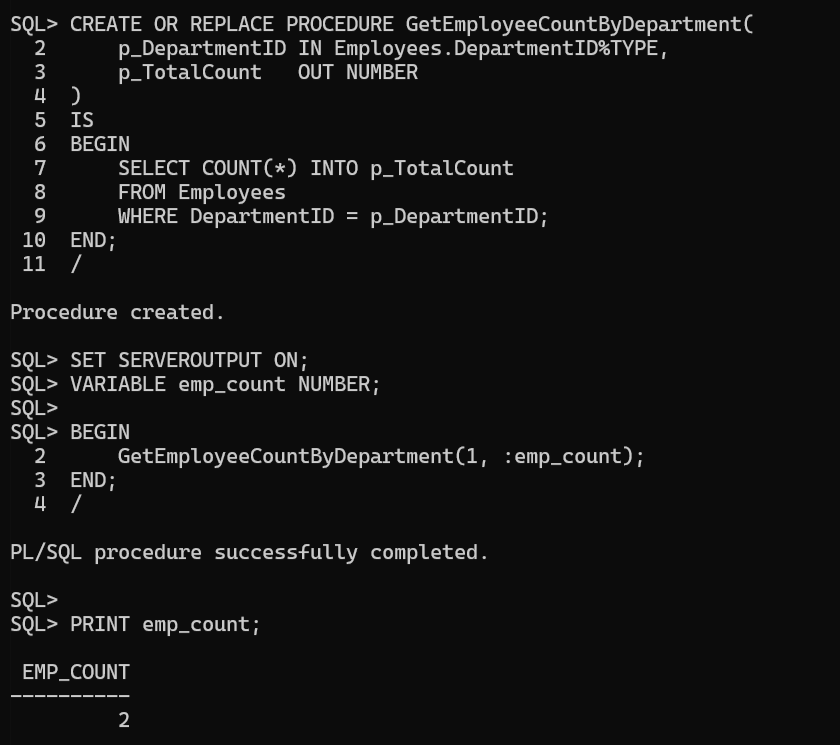 SQL> CREATE OR REPLACE PROCEDURE GetEmployeeCountByDepartment(
  2      p_DepartmentID IN Employees.DepartmentID%TYPE,
  3      p_TotalCount   OUT NUMBER
  4  )
  5  IS
  6  BEGIN
  7      SELECT COUNT(*) INTO p_TotalCount
  8      FROM Employees
  9      WHERE DepartmentID = p_DepartmentID;
 10  END;
 11  /
Procedure created.
SQL> SET SERVEROUTPUT ON;
SQL> VARIABLE emp_count NUMBER;
SQL>
SQL> BEGIN
  2      GetEmployeeCountByDepartment(1, :emp_count);
  3  END;
  4  /
PL/SQL procedure successfully completed.
SQL>
SQL> PRINT emp_count;
 EMP_COUNT
----------
         2